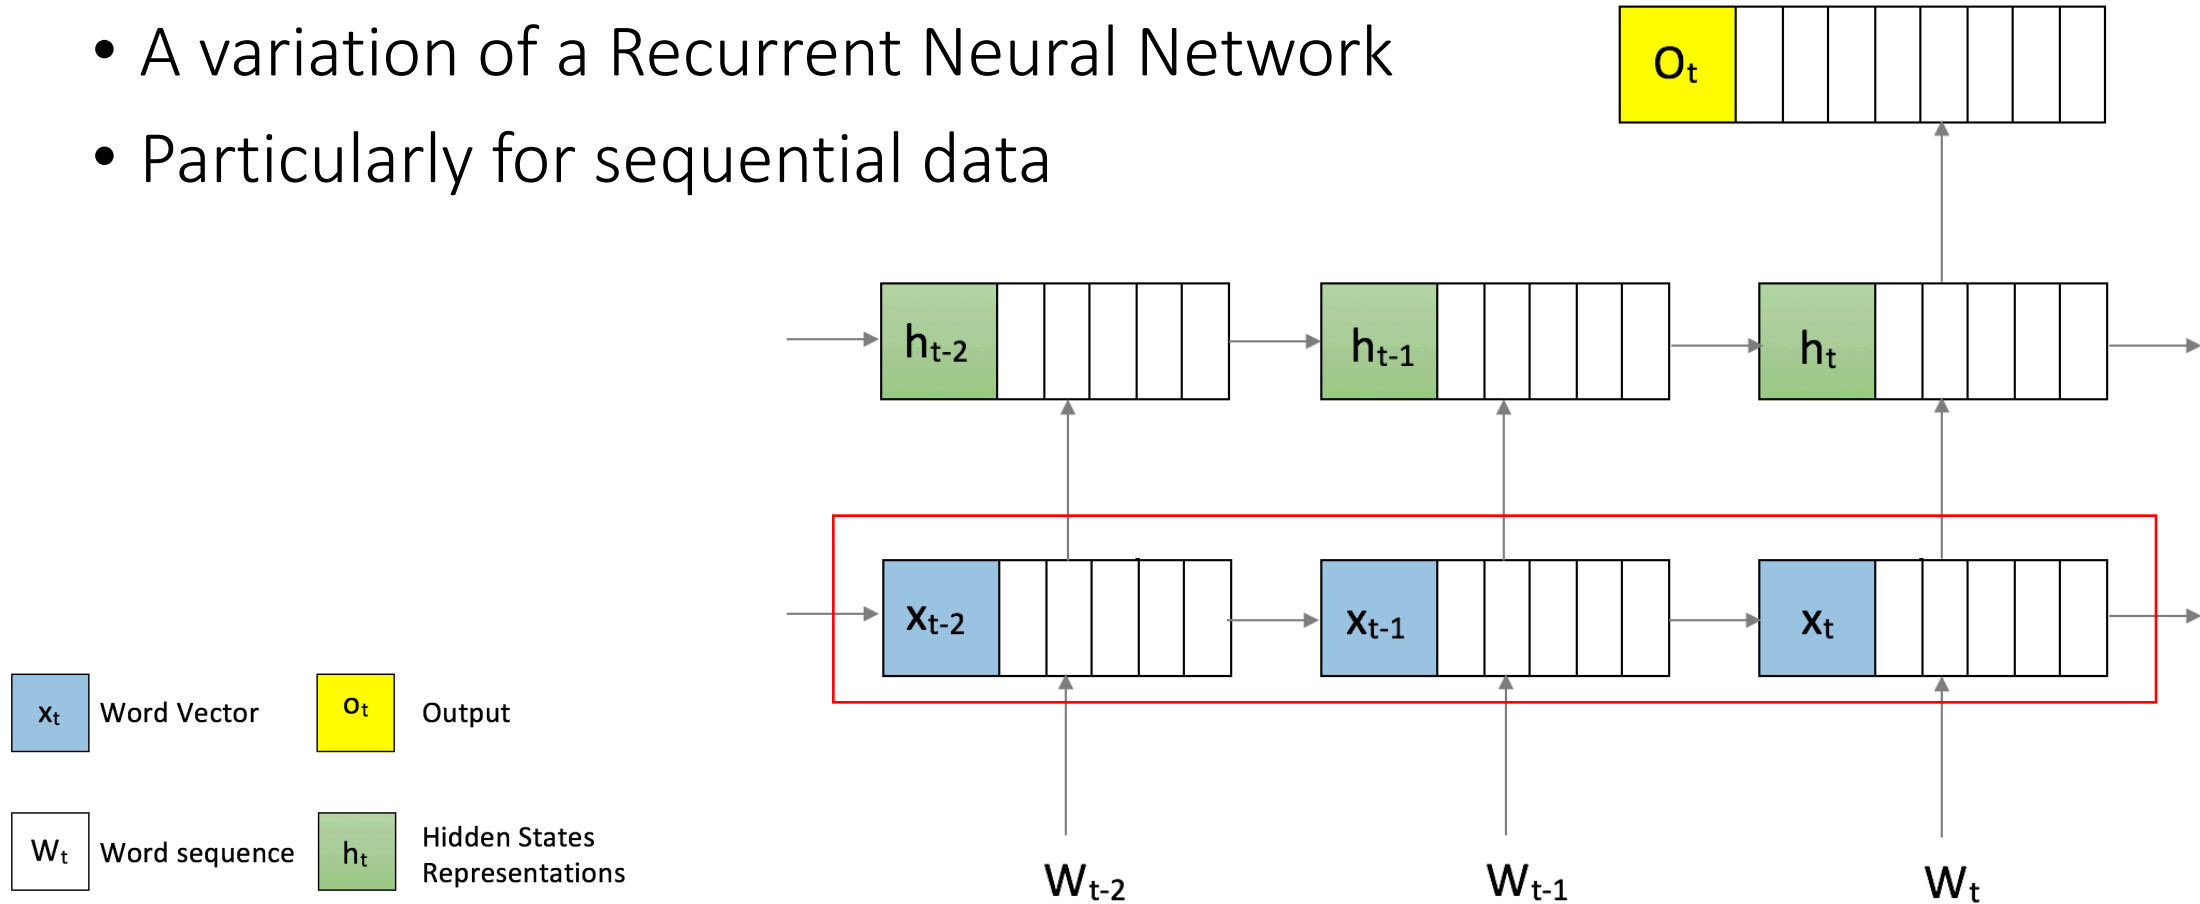 • A variation of a Recurrent Neural Network
• Particularly for sequential data
Oₜ
hₜ₋₂
hₜ₋₁
hₜ
xₜ₋₂
xₜ₋₁
xₜ
xₜ Word Vector
oₜ Output
Wₜ Word sequence
hₜ Hidden States
Representations
Wₜ₋₂
Wₜ₋₁
Wₜ